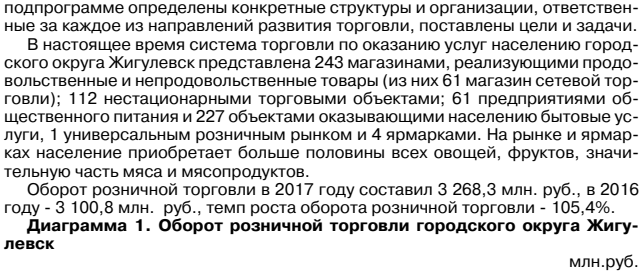 подпрограмме определены конкретные структуры и организации, ответствен-
ные за каждое из направлений развития торговли, поставлены цели и задачи.
В настоящее время система торговли по оказанию услуг населению город-
ского округа Жигулевск представлена 243 магазинами, реализующими продо-
вольственные и непродовольственные товары (из них 61 магазин сетевой тор-
говли); 112 нестационарными торговыми объектами; 61 предприятиями об-
щественного питания и 227 объектами оказывающими населению бытовые ус-
луги, 1 универсальным розничным рынком и 4 ярмарками. На рынке и ярмар-
ках население приобретает больше половины всех овощей, фруктов, значи-
тельную часть мяса и мясопродуктов.
Оборот розничной торговли в 2017 году составил 3 268,3 млн. руб., в 2016
году - 3 100,8 млн. руб., темп роста оборота розничной торговли - 105,4%.
Диаграмма 1. Оборот розничной торговли городского округа Жигу-
левск
млн.руб.